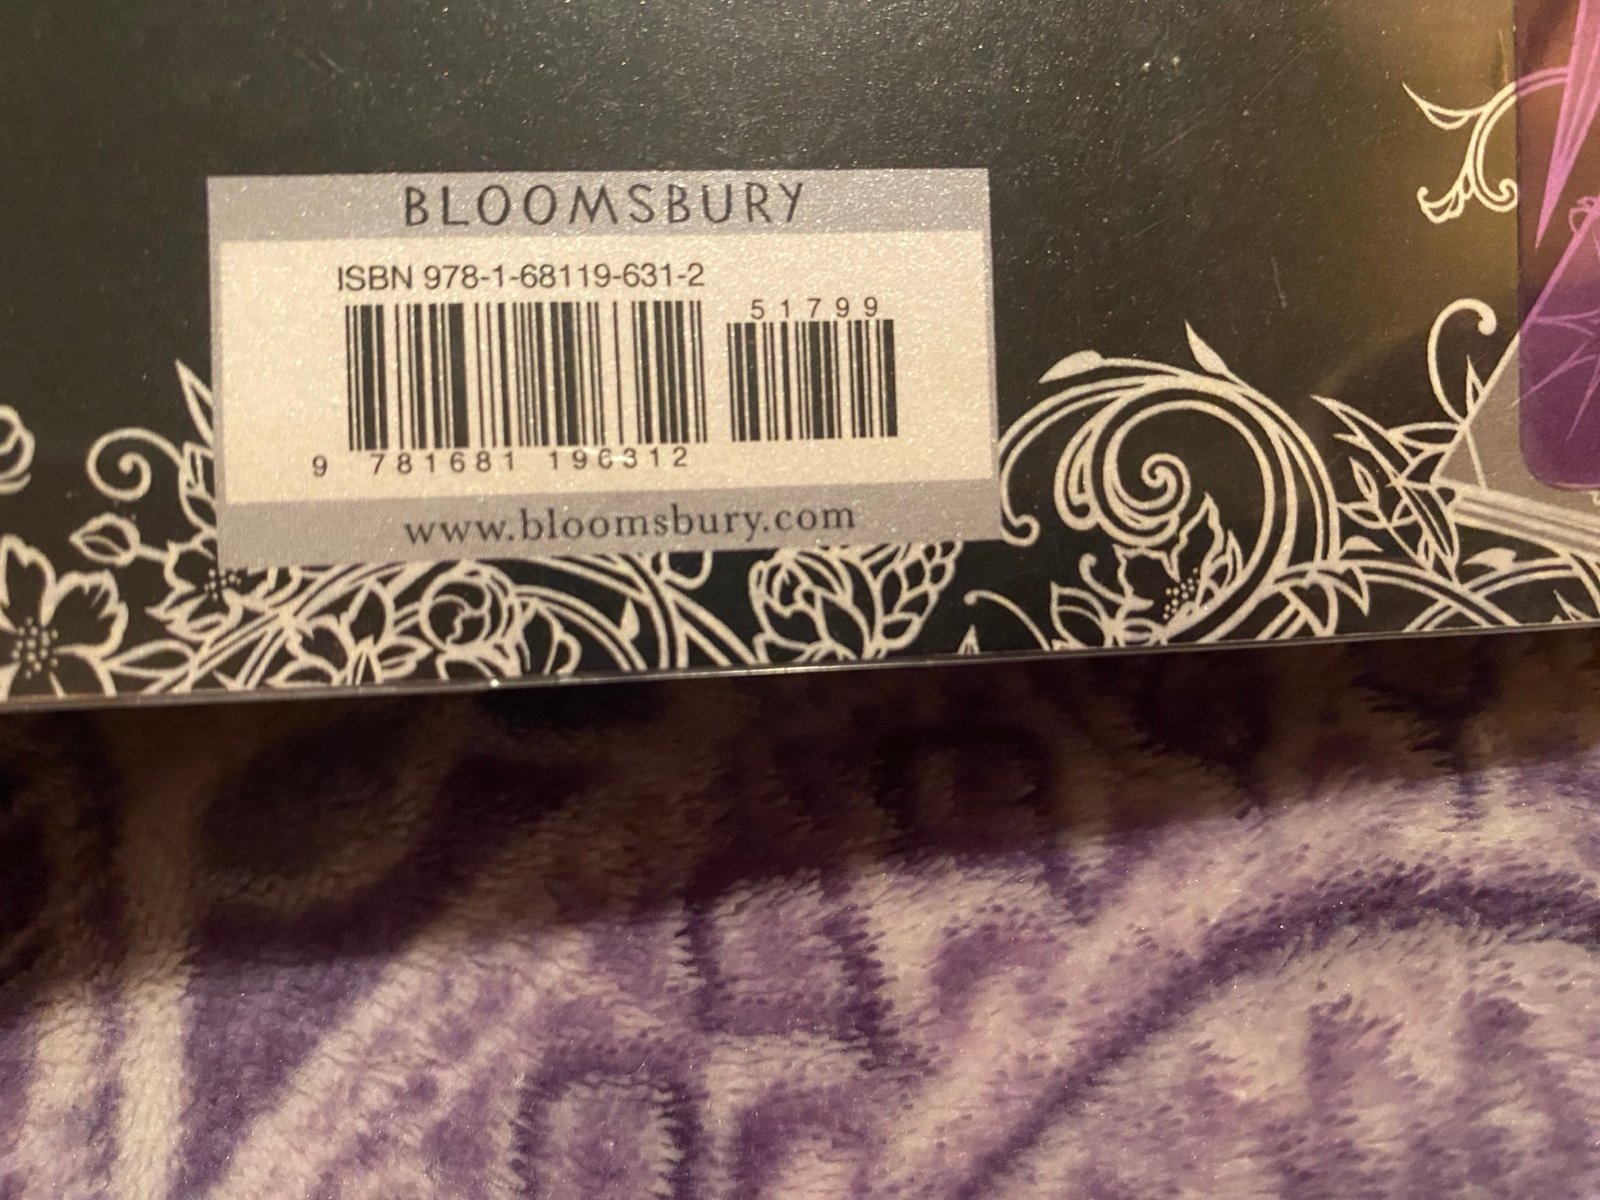 BLOOMSBURY
ISBN 978-1-68119-631-2
51799
9 781681 196312
www.bloomsbury.com